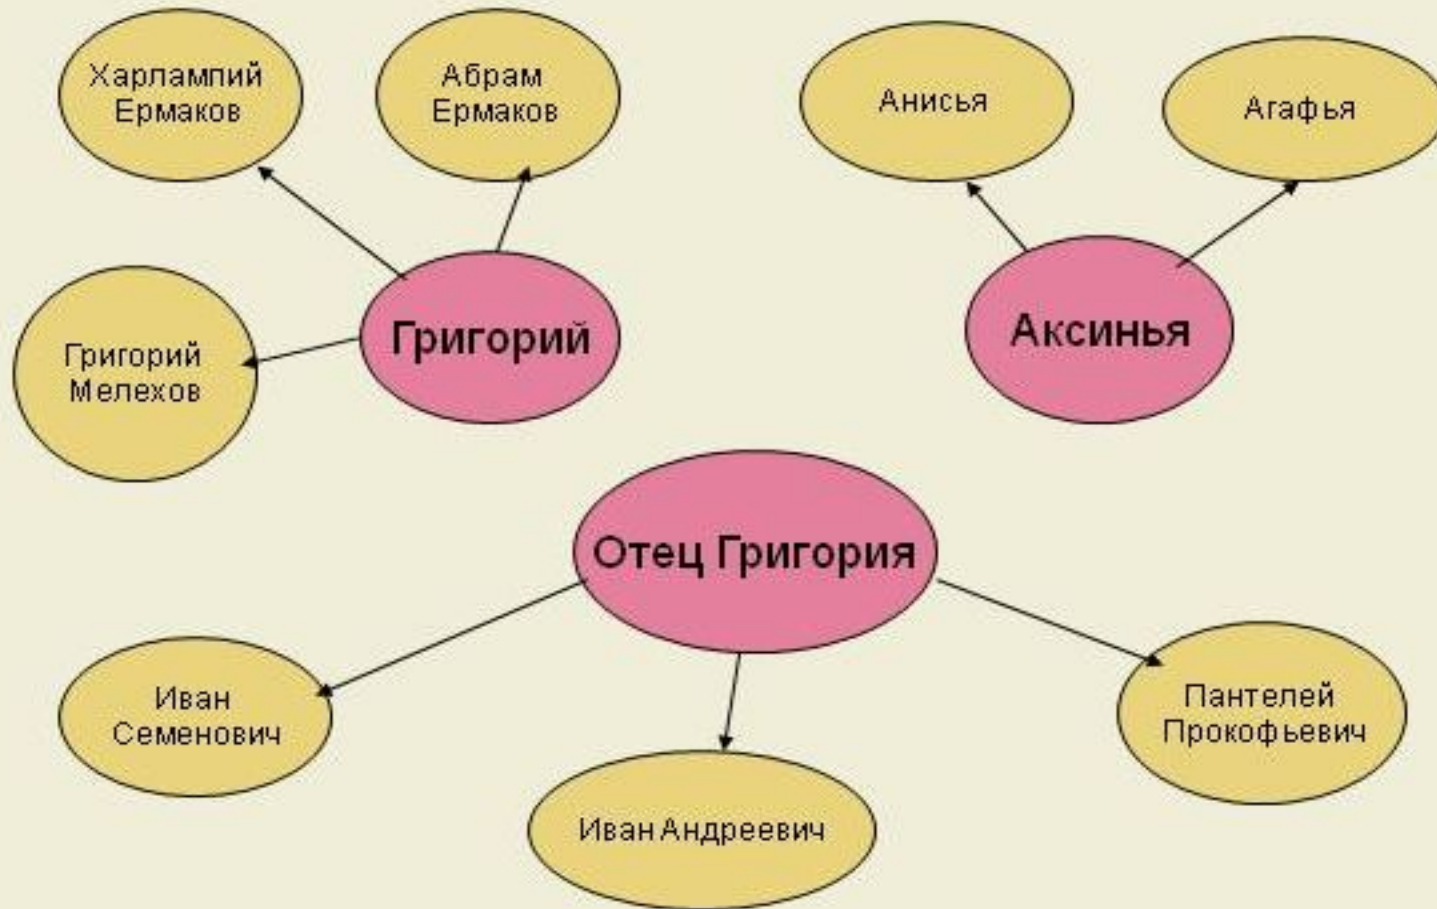 Харлампий
Ермаков
Абрам
Ермаков
Анисья
Агафья
Григорий
Аксинья
Григорий
Мелехов
Отец Григория
Иван
Семенович
Пантелей
Прокофьевич
Иван Андреевич